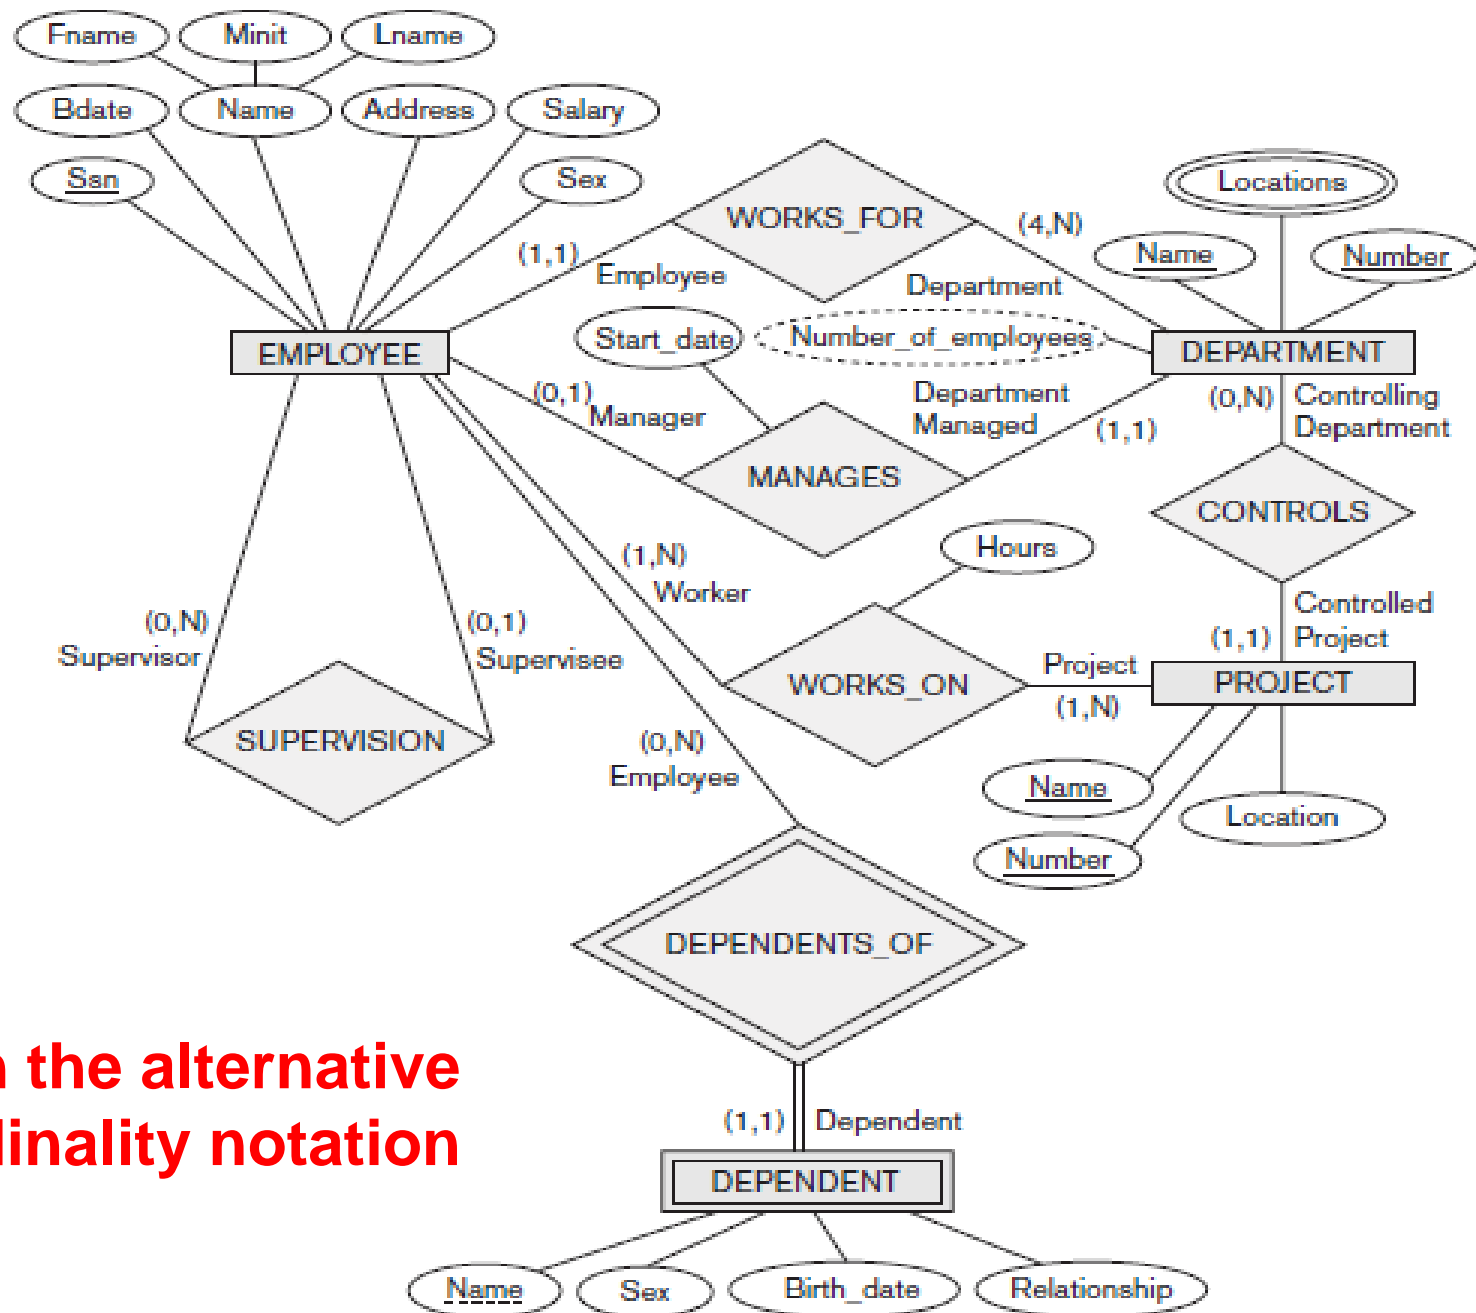 Fname Minit Lname
Bdate Name Address Salary
Ssn Sex
WORKS_FOR
Locations
Name Number
(1,1)
Employee
(4,N)
Department
Start_date
Number_of_employees
EMPLOYEE
DEPARTMENT
(0,1)
Manager
Department
Managed
(1,1)
(0,N)
Controlling
Department
MANAGES
CONTROLS
Hours
(1,N)
Worker
(0,N)
Supervisor
(0,1)
Supervisee
Controlled
Project
(1,1)
Project
(1,N)
WORKS_ON
PROJECT
SUPERVISION
(0,N)
Employee
Name
Location
Number
DEPENDENTS_OF
the alternative
notation
(1,1)
Dependent
DEPENDENT
Name Sex Birth_date Relationship